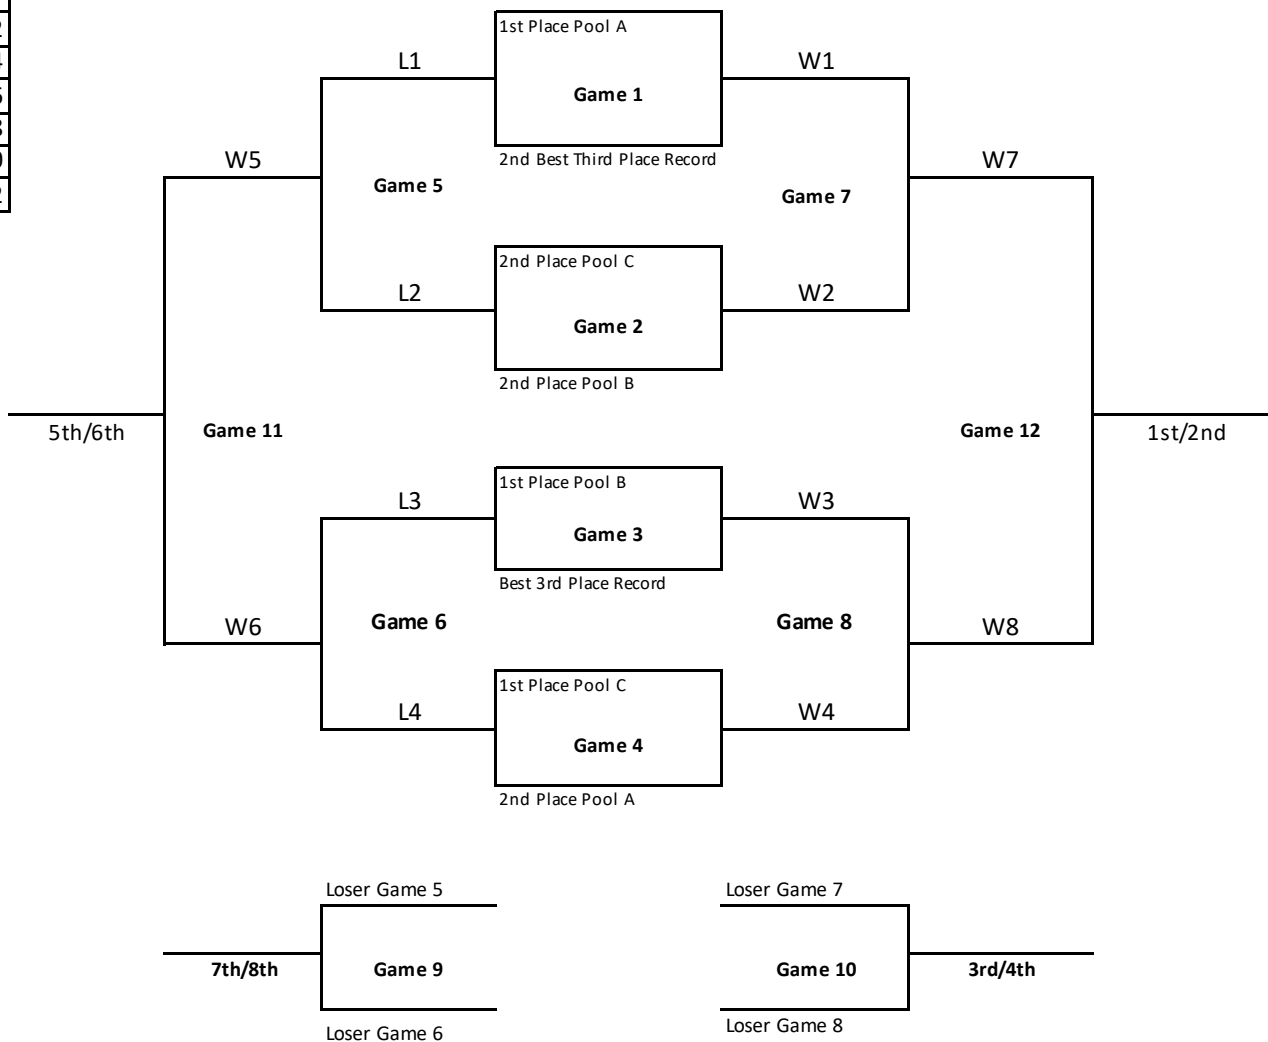 1st Place Pool A
L1
W1
Game 1
2nd Best Third Place Record
W5
W7
Game 5
Game 7
2nd Place Pool C
L2
W2
Game 2
2nd Place Pool B
5th/6th
Game 11
Game 12
1st/2nd
1st Place Pool B
L3
W3
Game 3
Best 3rd Place Record
W6
Game 6
Game 8
W8
1st Place Pool C
L4
W4
Game 4
2nd Place Pool A
Loser Game 5
Loser Game 7
7th/8th
Game 9
Game 10
3rd/4th
Loser Game 6
Loser Game 8